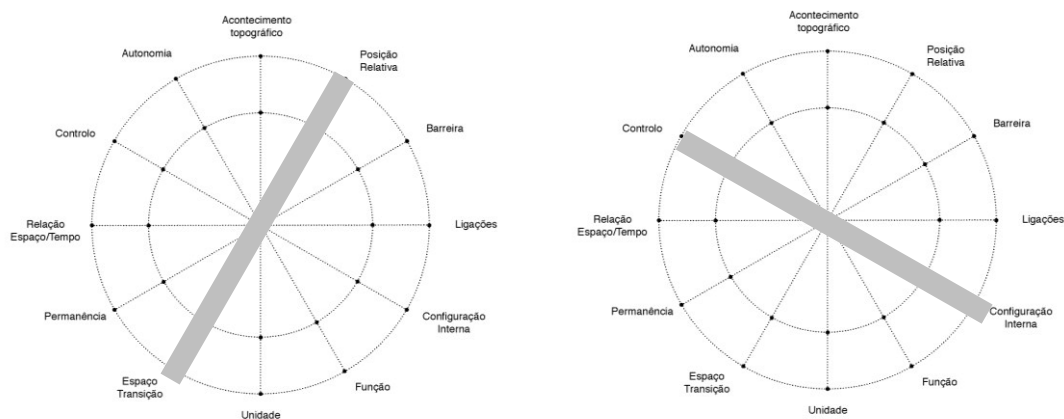 Acontecimento
topográfico
Posição
Relativa
Barreira
Ligações
Configuração
Interna
Função
Unidade
Espaço
Transição
Permanência
Relação
Espaço/Tempo
Controlo
Autonomia
Acontecimento
topográfico
Posição
Relativa
Barreira
Ligações
Configuração
Interna
Função
Unidade
Espaço
Transição
Permanência
Relação
Espaço/Tempo
Controlo
Autonomia